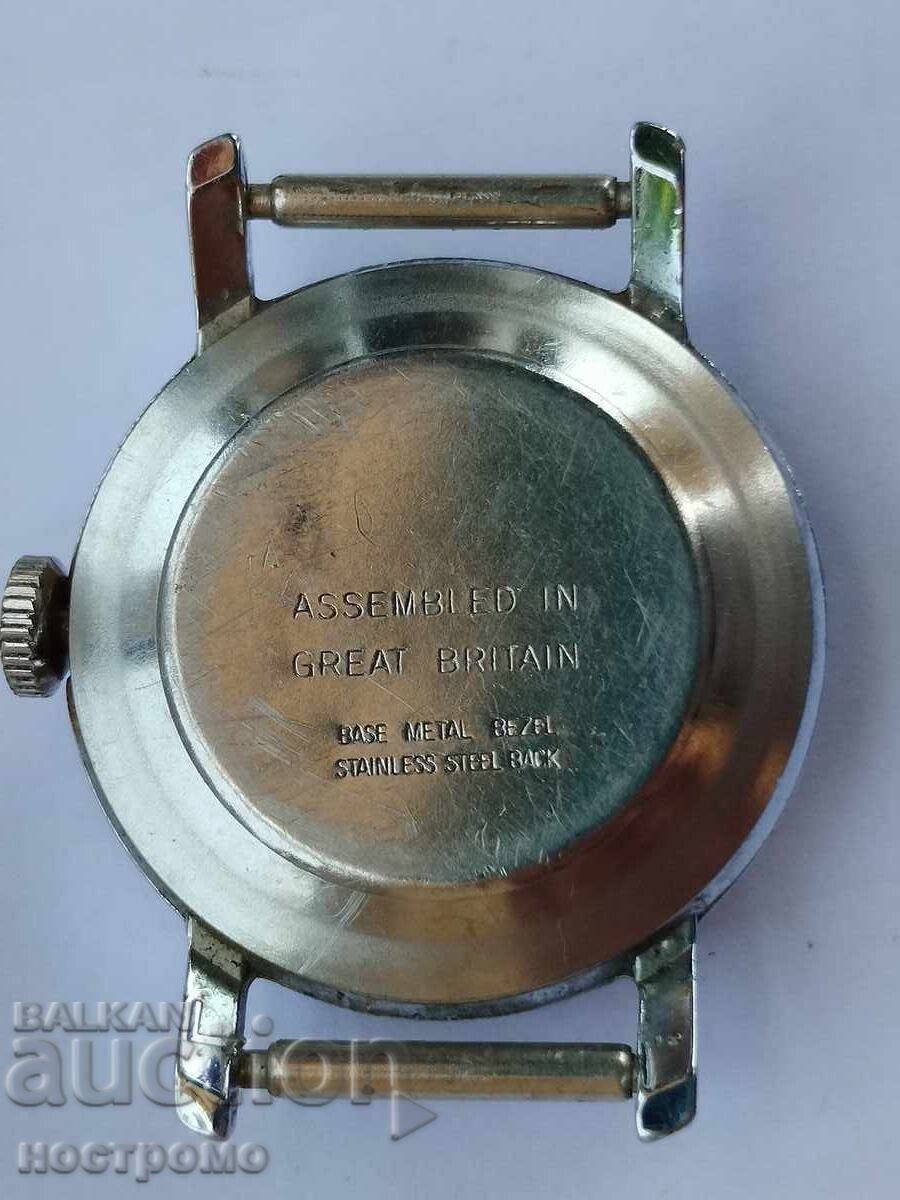 ASSEMBLED IN
GREAT BRITAIN
BASE METAL BEZEL
STAINLESS STEEL BACK
BALKAN
auction
ностромо